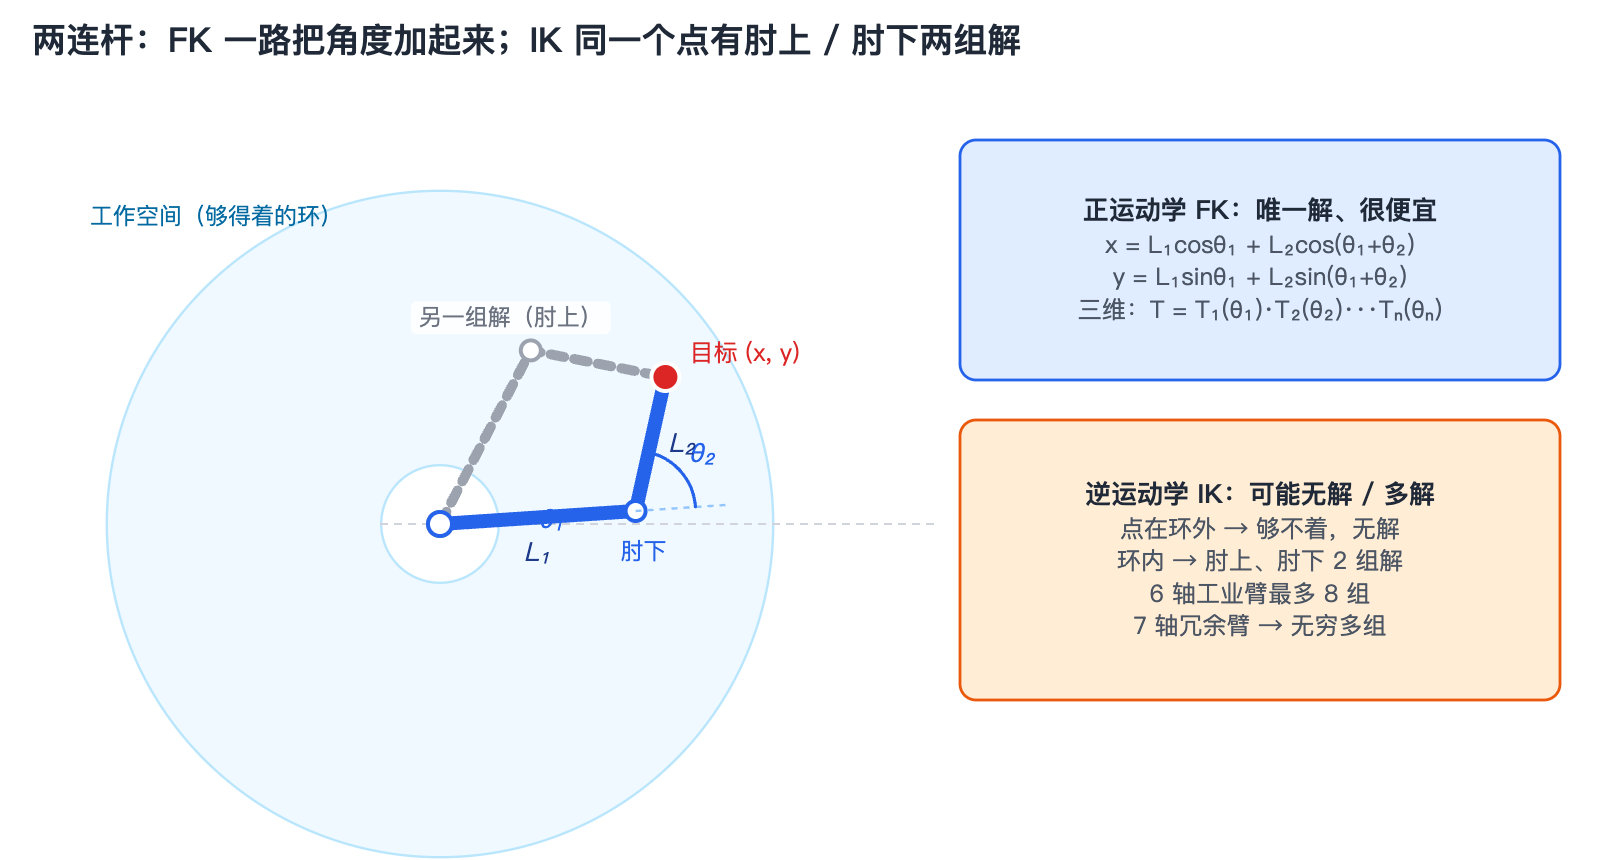 两连杆：FK 一路把角度加起来；IK 同一个点有肘上 / 肘下两组解
工作空间（够得着的环）
另一组解（肘上）
目标 (x, y)
L₂
θ₂
θ₁
L₁
肘下
正运动学 FK：唯一解、很便宜
x = L₁cosθ₁ + L₂cos(θ₁+θ₂)
y = L₁sinθ₁ + L₂sin(θ₁+θ₂)
三维：T = T₁(θ₁)·T₂(θ₂)···Tₙ(θₙ)
逆运动学 IK：可能无解 / 多解
点在环外 → 够不着，无解
环内 → 肘上、肘下 2 组解
6 轴工业臂最多 8 组
7 轴冗余臂 → 无穷多组